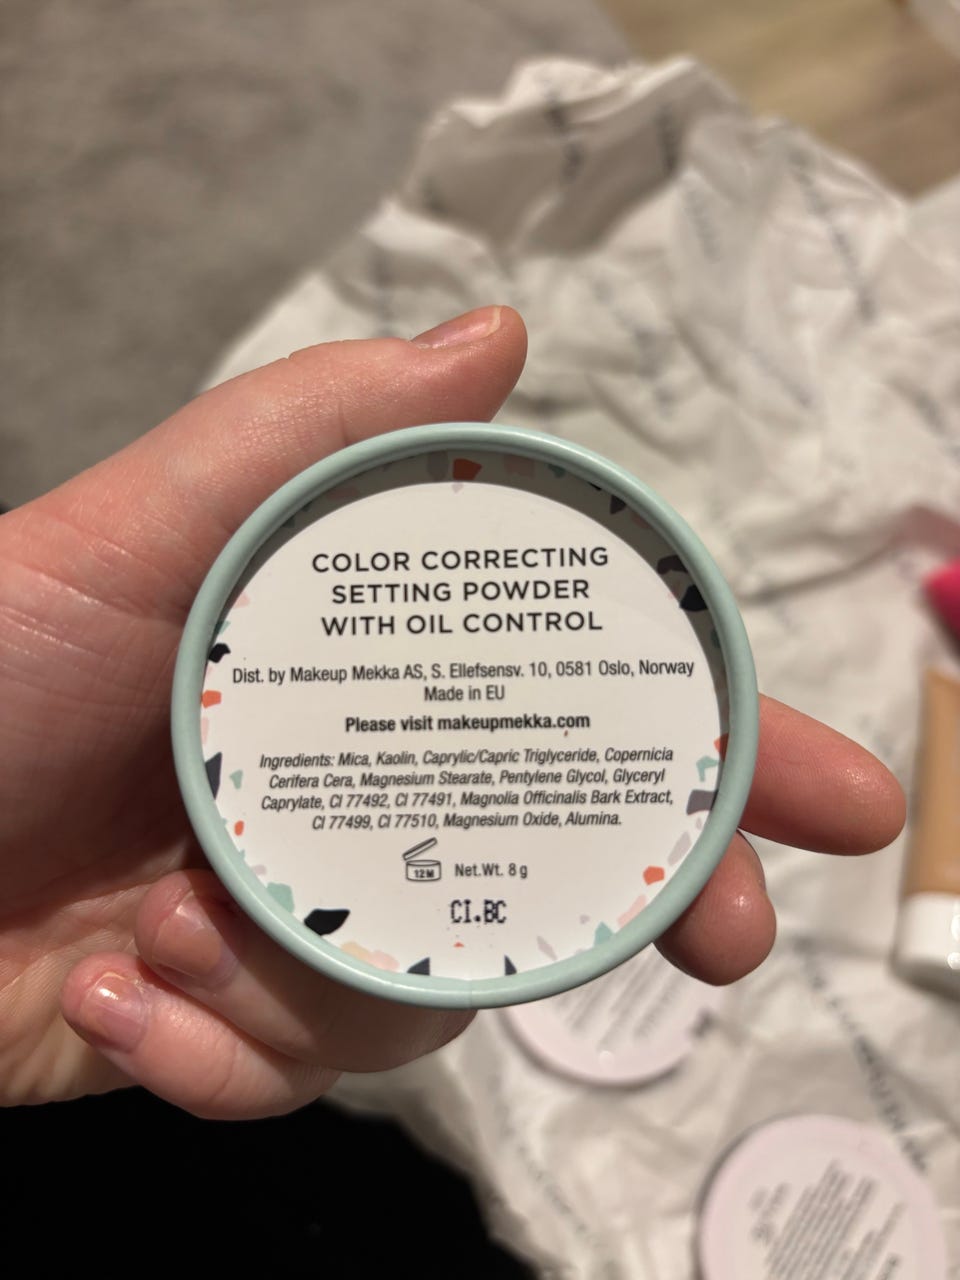 COLOR CORRECTING
SETTING POWDER
WITH OIL CONTROL
Dist. by Makeup Mekka AS, S. Ellefsensv. 10, 0581 Oslo, Norway
Made in EU
Please visit makeupmekka.com
Ingredients: Mica, Kaolin, Caprylic/Capric Triglyceride, Copernicia
Cerifera Cera, Magnesium Stearate, Pentylene Glycol, Glyceryl
Caprylate, CI 77492, CI 77491, Magnolia Officinalis Bark Extract,
CI 77499, CI 77510, Magnesium Oxide, Alumina.
12M Net.Wt. 8 g
CI.BC